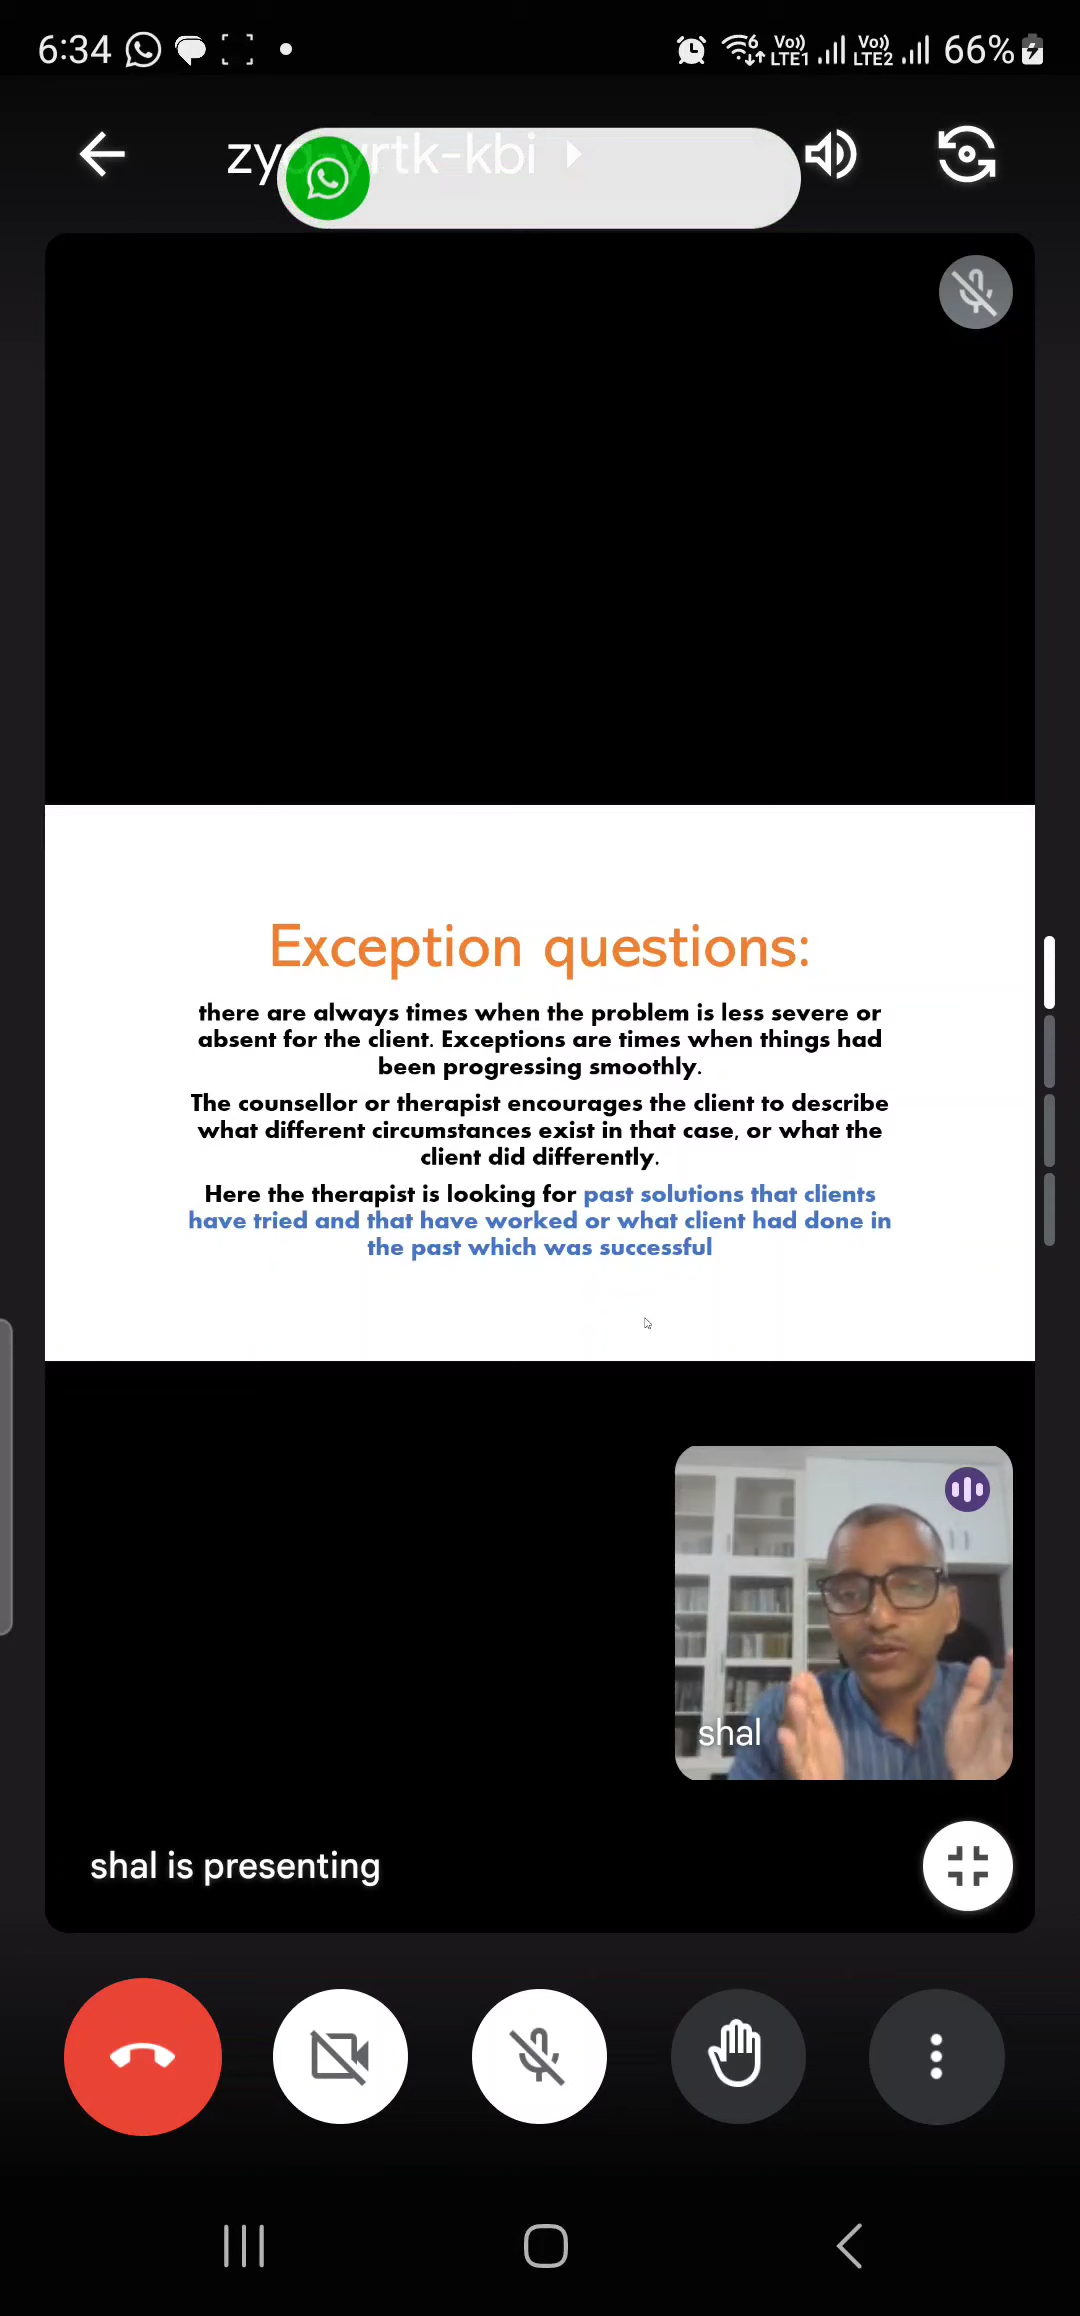 6:34
Vo)) LTE1
Vo)) LTE2
66%
rtk-kbi
Exception questions:
there are always times when the problem is less severe or
absent for the client. Exceptions are times when things had
been progressing smoothly.
The counsellor or therapist encourages the client to describe
what different circumstances exist in that case, or what the
client did differently.
Here the therapist is looking for past solutions that clients
have tried and that have worked or what client had done in
the past which was successful
shal
shal is presenting